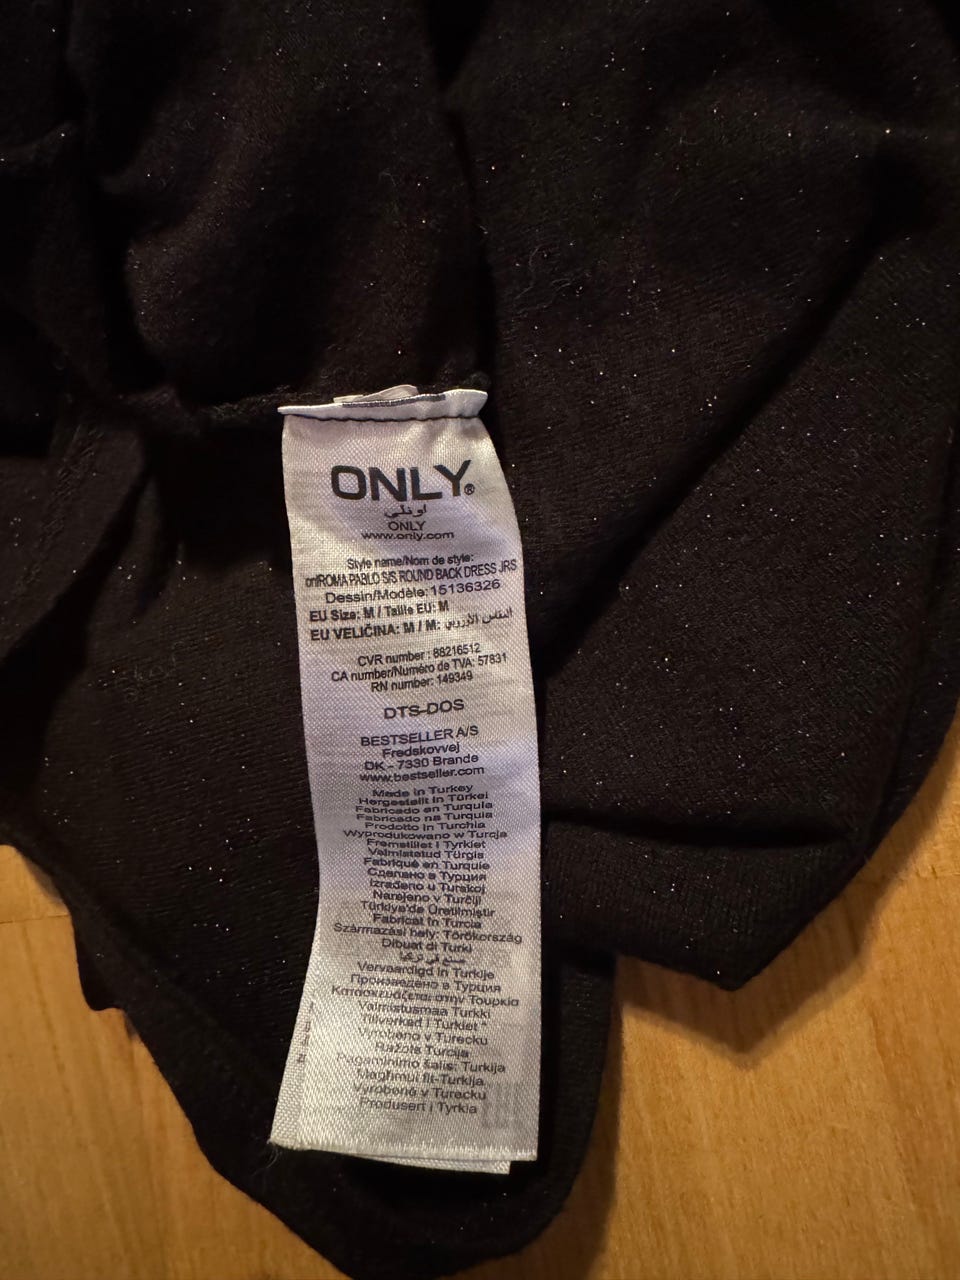 ONLY®
اونلي
ONLY
www.only.com
Style name/Nom de style:
onlROMA PABLO S/S ROUND BACK DRESS JRS
Dessin/Modèle: 15136326
EU Size: M / Taille EU: M
EU VELIČINA: M / M: المقاس الأوروبي
CVR number : 88216512
CA number/Numéro de TVA: 57831
RN number: 149349
DTS-DOS
BESTSELLER A/S
Fredskovvej
DK - 7330 Brande
www.bestseller.com
Made in Turkey
Hergestellt in Türkei
Fabricado en Turquía
Fabricado na Turquia
Prodotto in Turchia
Wyprodukowano w Turcja
Fremstillet i Tyrkiet
Valmistatud Türgis
Fabriqué en Turquie
Сделано в Турции
Izrađeno u Turskoj
Narejeno v Turčiji
Türkiye'de Üretilmiştir
Fabricat în Turcia
Származási hely: Törökország
Dibuat di Turki
صنع في تركيا
Vervaardigd in Turkije
Произведено в Турция
Κατασκευάζεται στην Τουρκία
Valmistusmaa Turkki
Tillverkad i Turkiet
Vyrobeno v Turecku
Ražots Turcija
Pagaminimo šalis: Turkija
Magħmul fit-Turkija
Vyrobené v Turecku
Produsert i Tyrkia